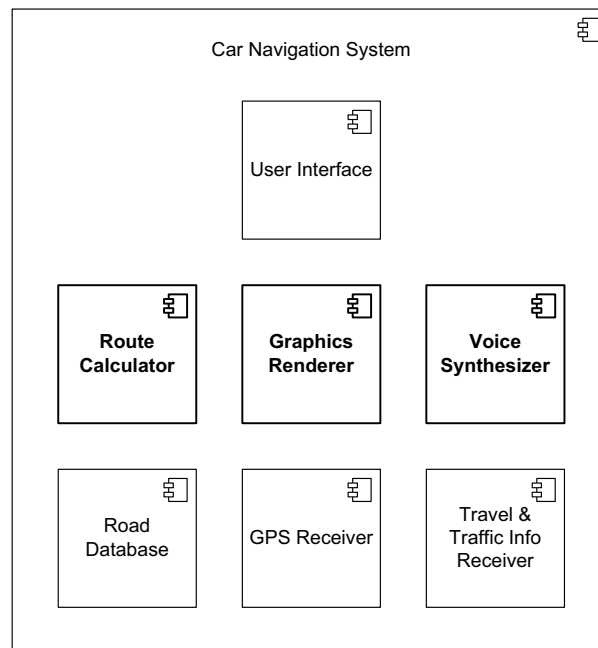 Car Navigation System
User Interface
Route
Calculator
Graphics
Renderer
Voice
Synthesizer
Road
Database
GPS Receiver
Travel &
Traffic Info
Receiver